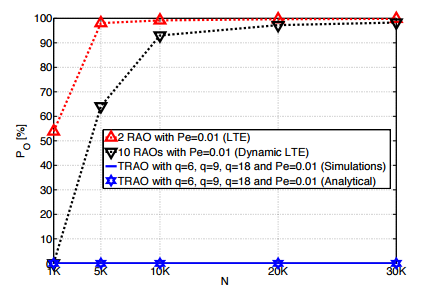 100
90
80
70
60
50
40
30
20
10
0
P_O [%]
2 RAO with Pe=0.01 (LTE)
10 RAOs with Pe=0.01 (Dynamic LTE)
TRAO with q=6, q=9, q=18 and Pe=0.01 (Simulations)
TRAO with q=6, q=9, q=18 and Pe=0.01 (Analytical)
1K 5K 10K 20K 30K
N